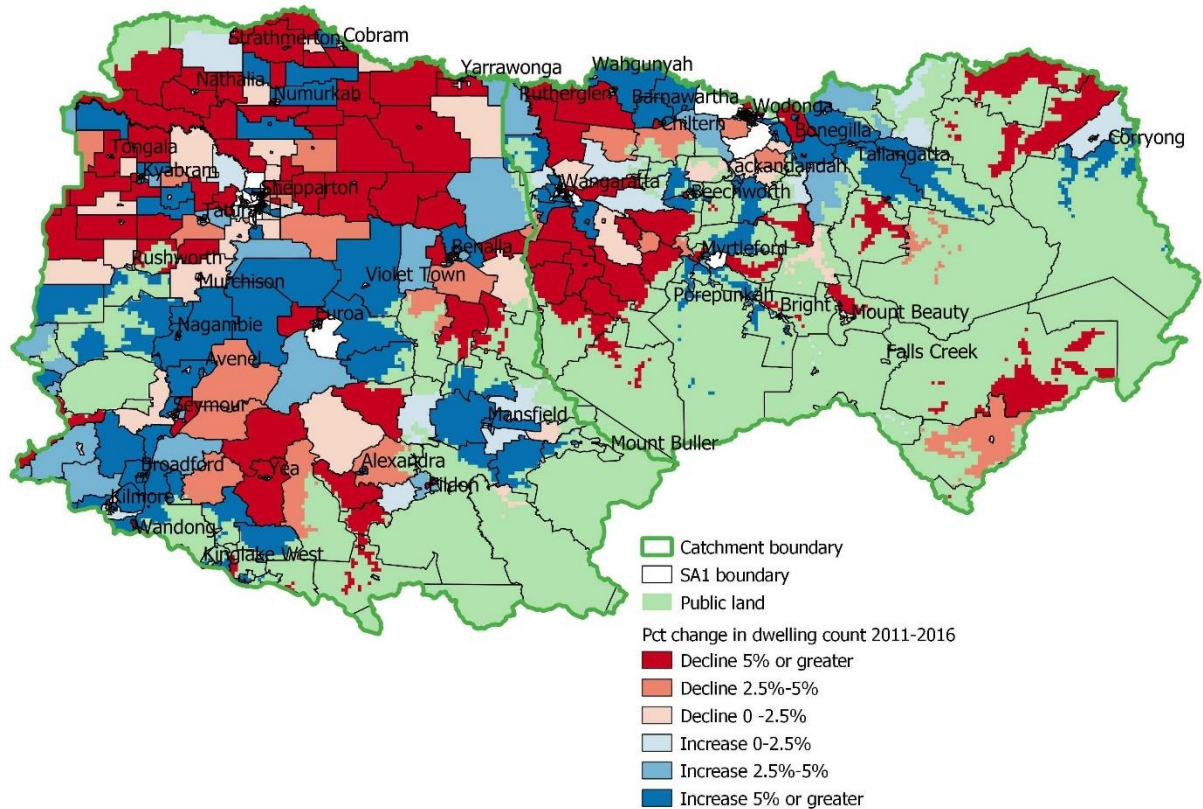 Strathmerton
Cobram
Nathalia
Numurkab
Yarrawonga
Wahgunyah
Rutherglen
Barnawartha
Chiltern
Wodonda
Bonegilla
Tallangatta
Corryong
Tongala
Kyabram
Shepparton
Tatura
Wangaratta
Yackandandah
Beechworth
Rushworth
Murchison
Violet Town
Benalla
Myrtleford
Porepunkah
Bright
Mount Beauty
Nagambie
Euroa
Avenel
Falls Creek
Seymour
Mansfield
Mount Buller
Broadford
Yea
Alexandra
Eildon
Kilmore
Wandong
Kinglake West
Catchment boundary
SA1 boundary
Public land
Pct change in dwelling count 2011-2016
Decline 5% or greater
Decline 2.5%-5%
Decline 0 -2.5%
Increase 0-2.5%
Increase 2.5%-5%
Increase 5% or greater